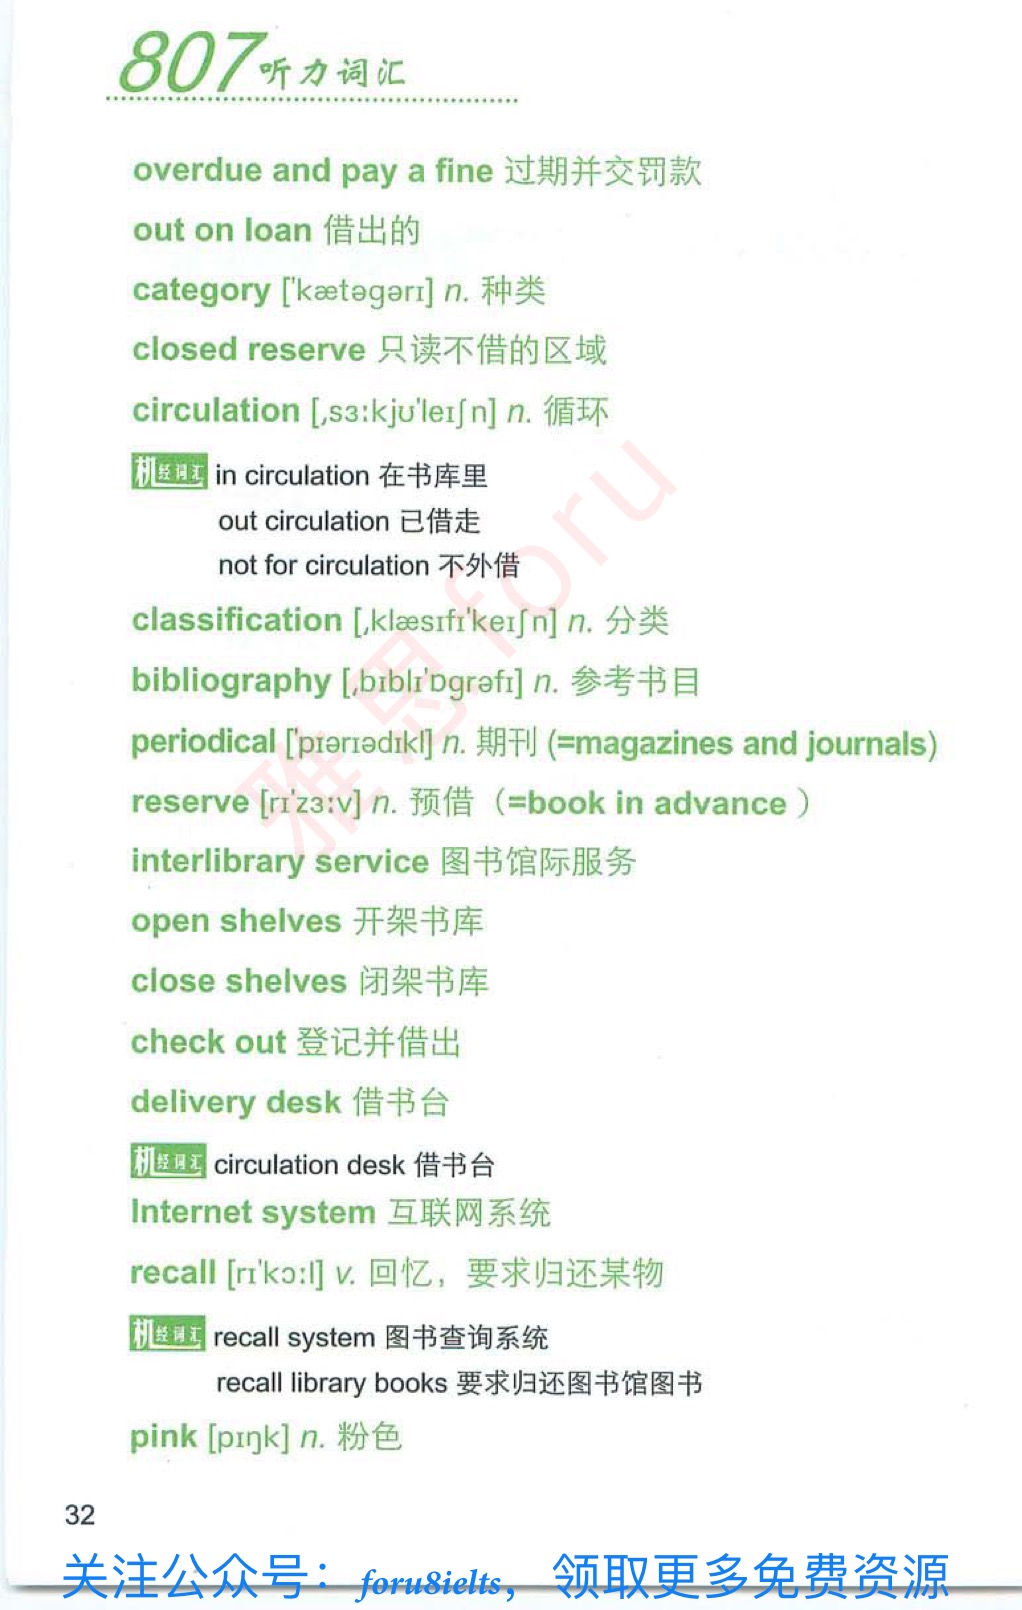 807听力词汇
overdue and pay a fine 过期并交罚款
out on loan 借出的
category ['kætəgərɪ] n. 种类
closed reserve 只读不借的区域
circulation [ˌsɜːkjʊ'leɪʃn] n. 循环
机经词汇 in circulation 在书库里
out circulation 已借走
not for circulation 不外借
classification [ˌklæsɪfɪ'keɪʃn] n. 分类
bibliography [ˌbɪblɪ'ɒgrəfɪ] n. 参考书目
periodical ['pɪərɪədɪkl] n. 期刊 (=magazines and journals)
reserve [rɪ'zɜːv] n. 预借（=book in advance ）
interlibrary service 图书馆际服务
open shelves 开架书库
close shelves 闭架书库
check out 登记并借出
delivery desk 借书台
机经词汇 circulation desk 借书台
Internet system 互联网系统
recall [rɪ'kɔːl] v. 回忆，要求归还某物
机经词汇 recall system 图书查询系统
recall library books 要求归还图书馆图书
pink [pɪŋk] n. 粉色
32
雅思foru
关注公众号：foru8ielts，领取更多免费资源